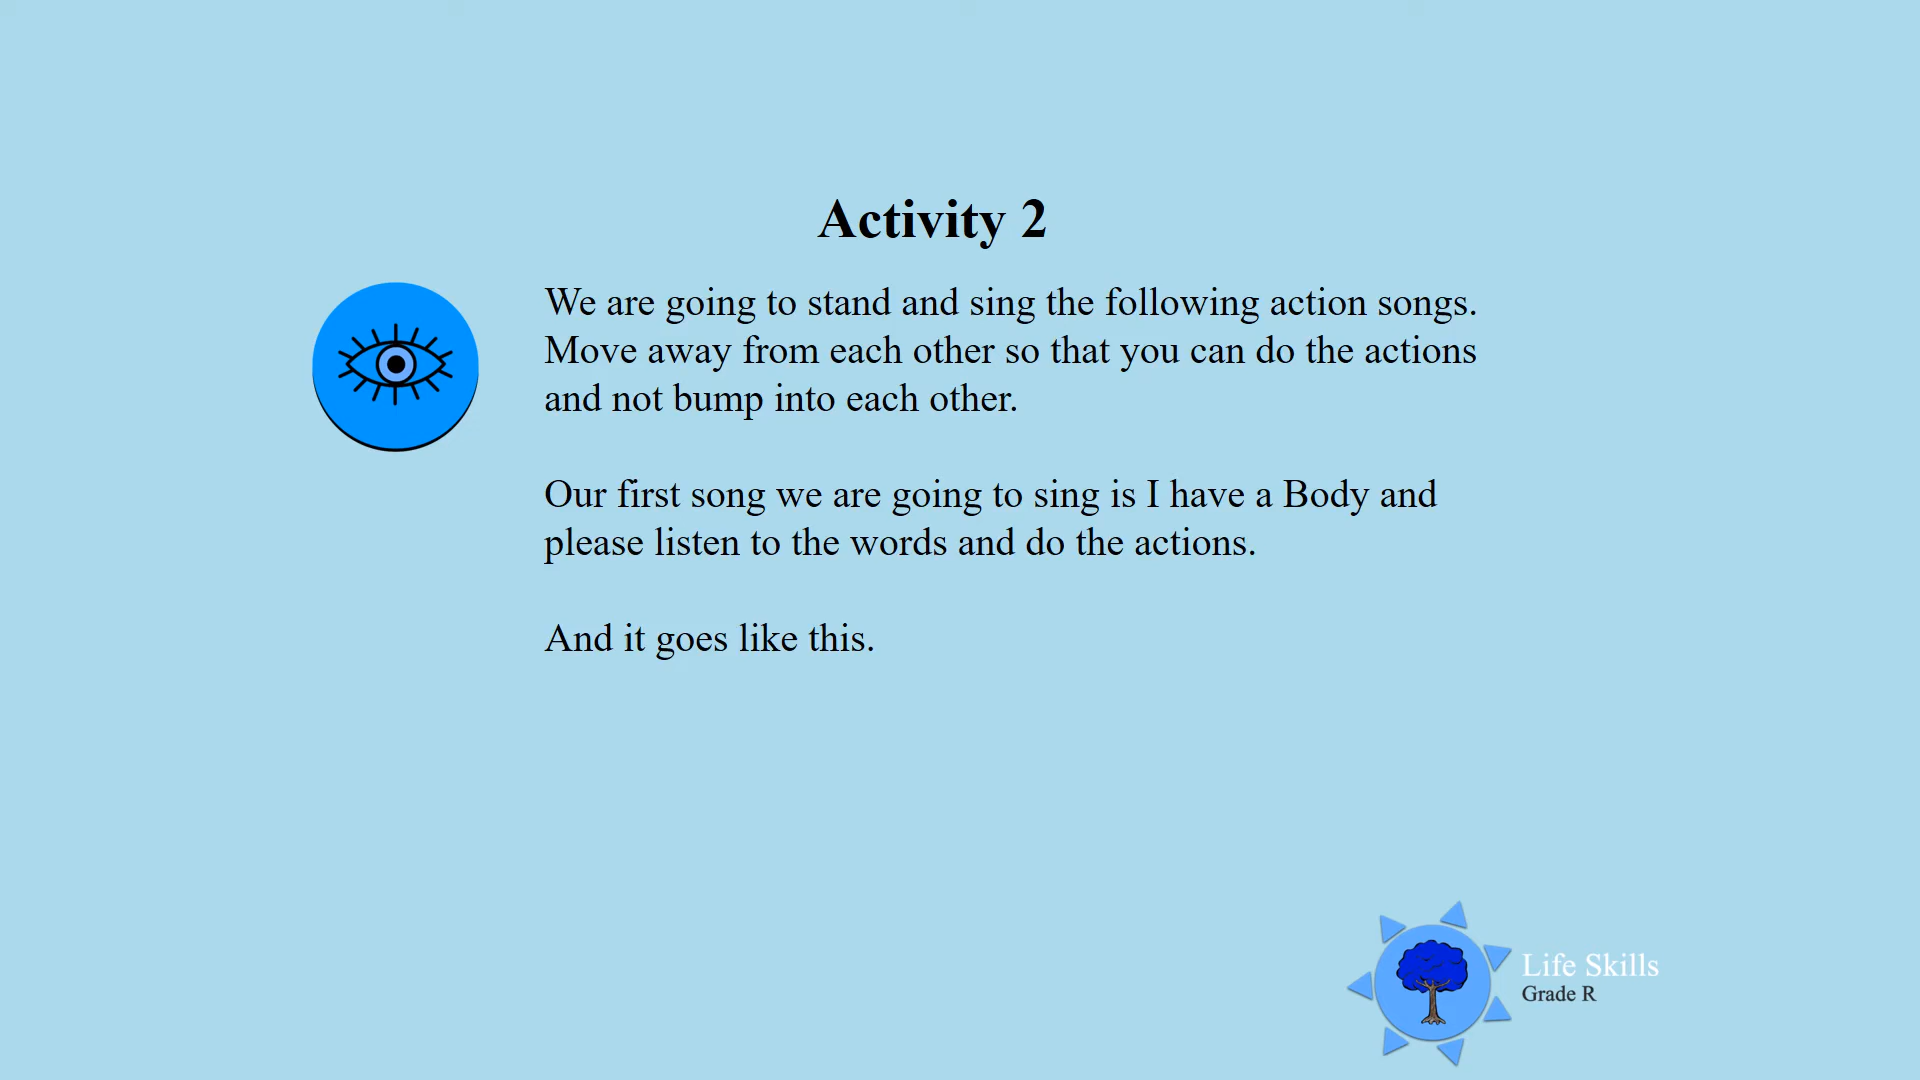 Activity 2
We are going to stand and sing the following action songs.
Move away from each other so that you can do the actions
and not bump into each other.
Our first song we are going to sing is I have a Body and
please listen to the words and do the actions.
And it goes like this.
Life Skills
Grade R